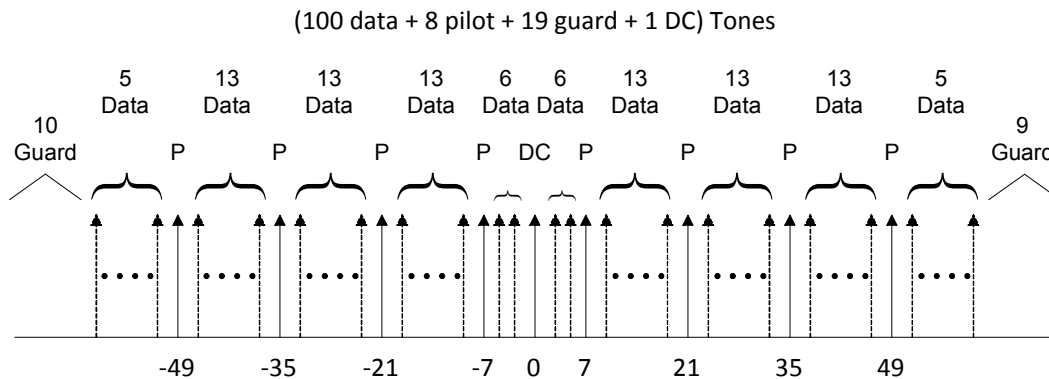 (100 data + 8 pilot + 19 guard + 1 DC) Tones
5 13 13 13 6 6 13 13 13 5
Data Data Data Data Data Data Data Data Data Data
10 9
Guard P P P P DC P P P P Guard
-49 -35 -21 -7 0 7 21 35 49